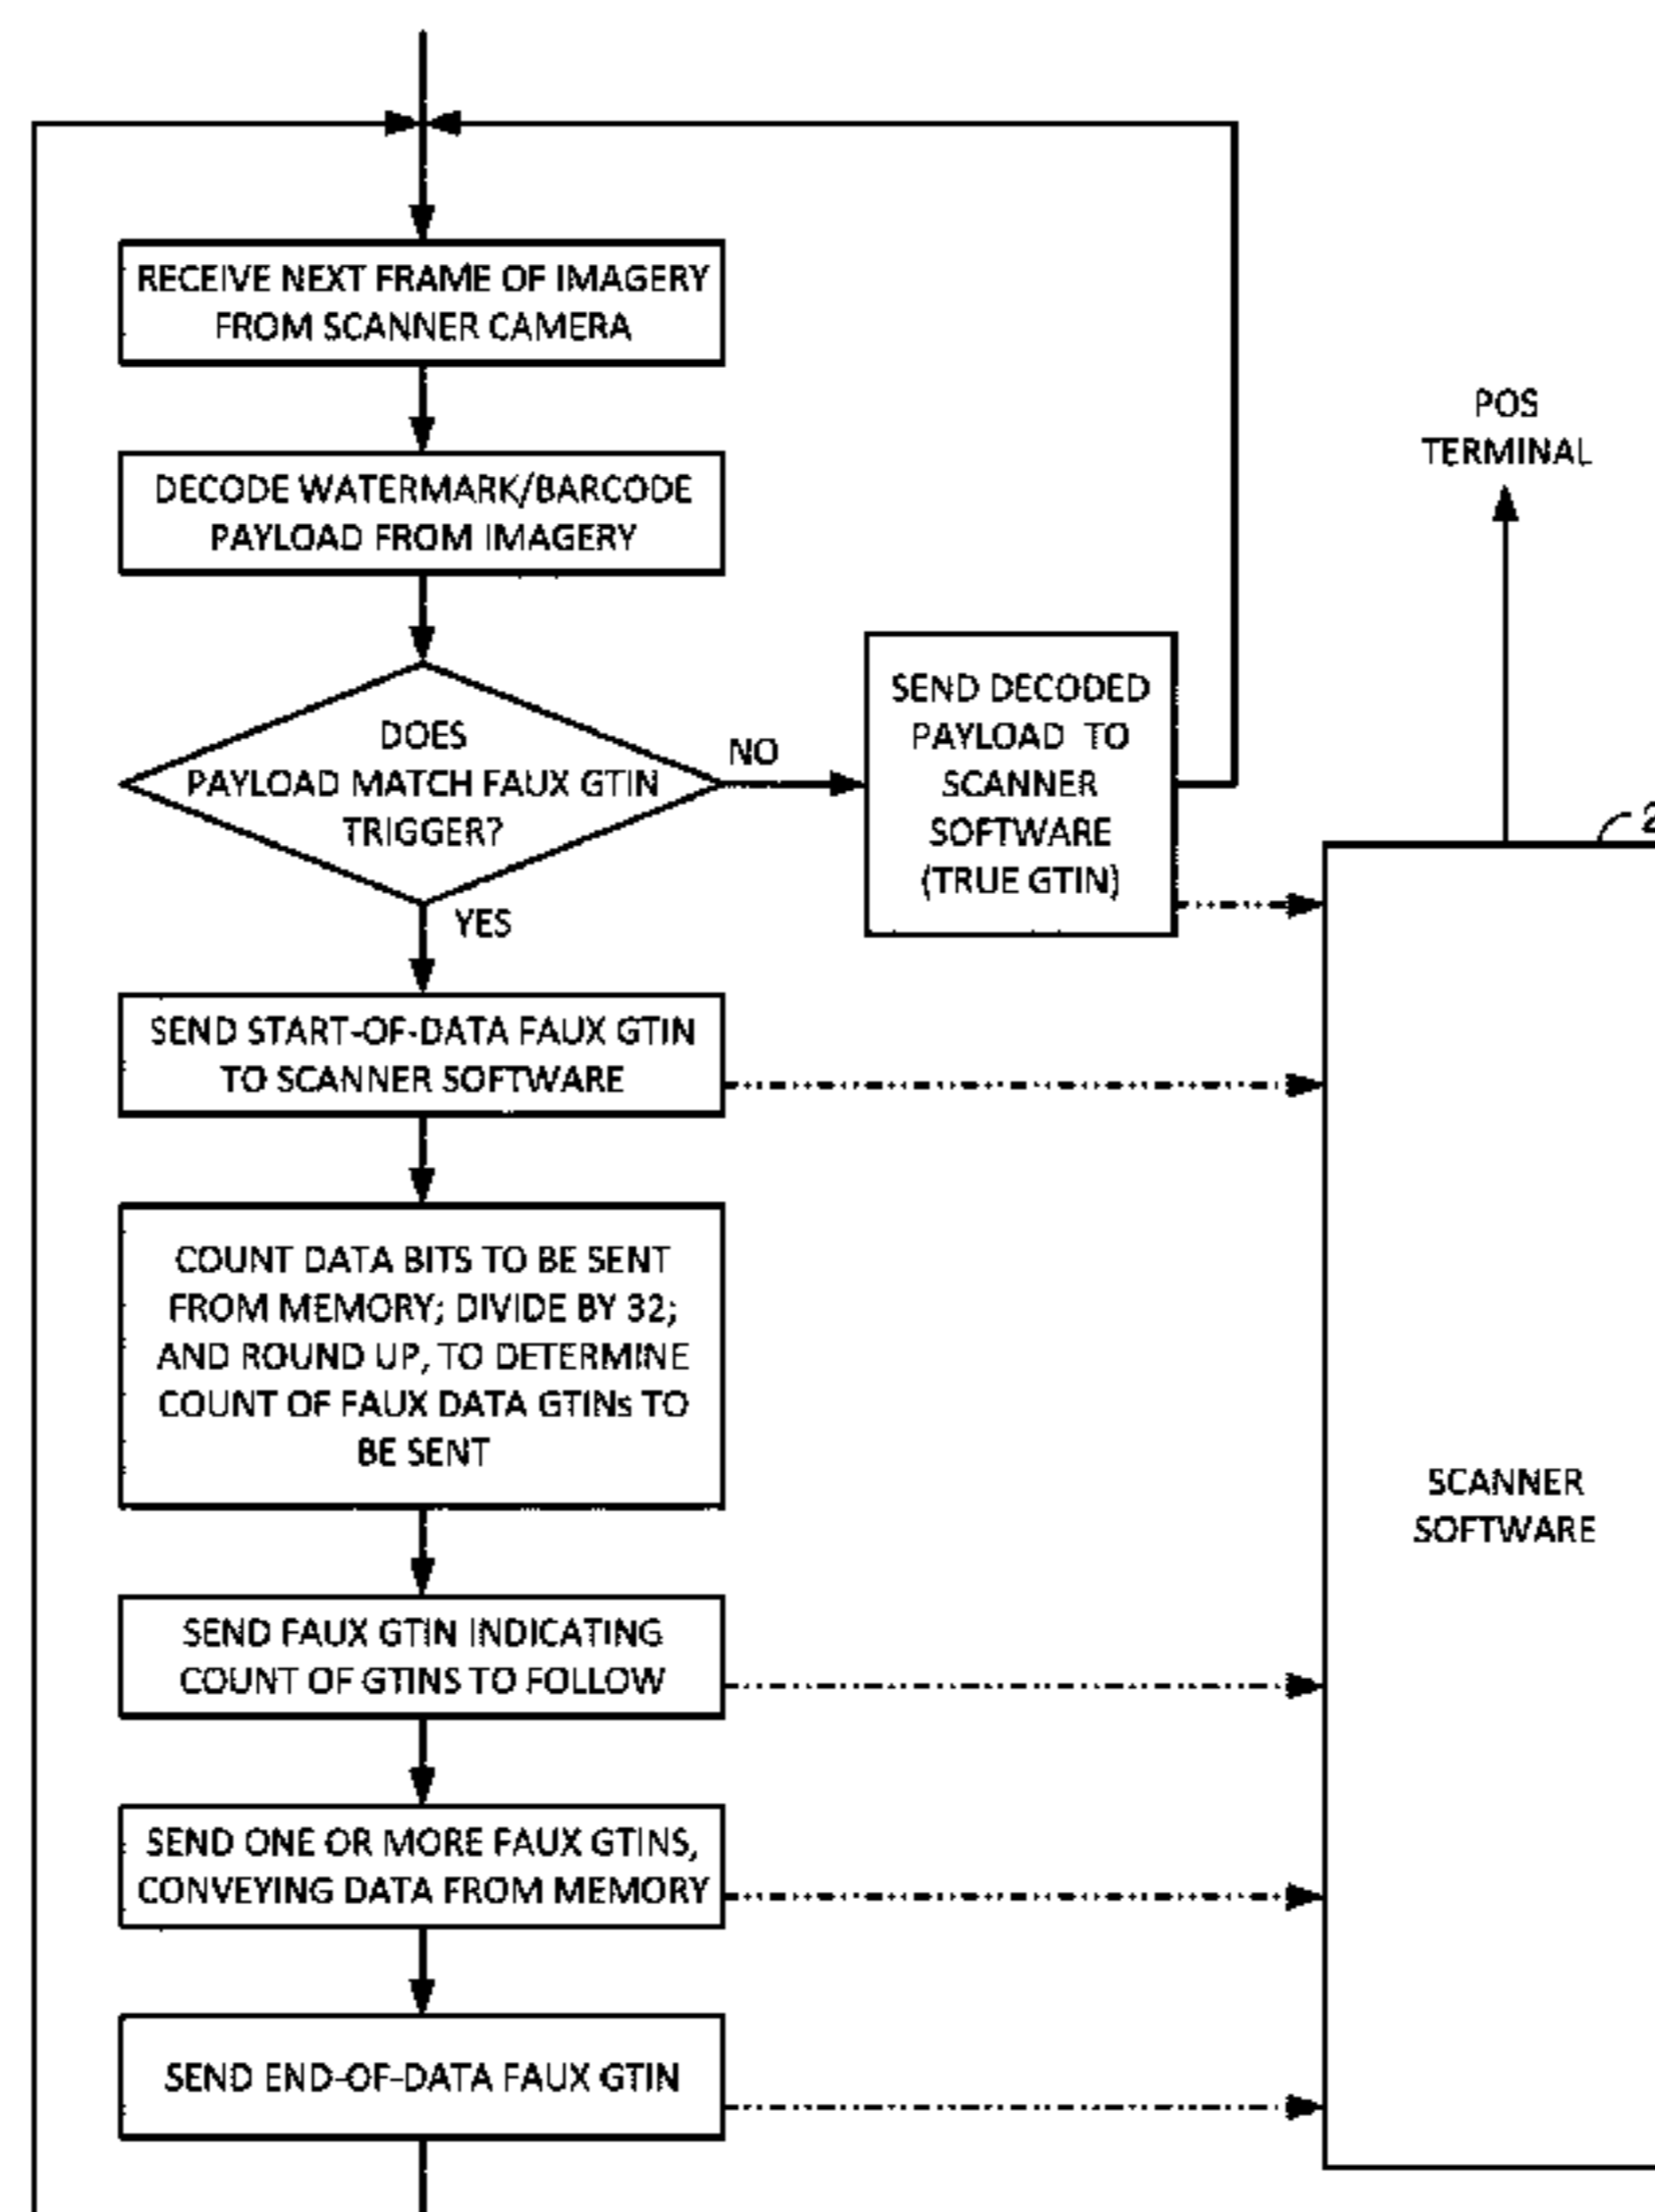 RECEIVE NEXT FRAME OF IMAGERY
FROM SCANNER CAMERA
DECODE WATERMARK/BARCODE
PAYLOAD FROM IMAGERY
DOES
PAYLOAD MATCH FAUX GTIN
TRIGGER?
NO
YES
SEND DECODED
PAYLOAD TO
SCANNER
SOFTWARE
(TRUE GTIN)
POS
TERMINAL
SEND START-OF-DATA FAUX GTIN
TO SCANNER SOFTWARE
COUNT DATA BITS TO BE SENT
FROM MEMORY; DIVIDE BY 32;
AND ROUND UP, TO DETERMINE
COUNT OF FAUX DATA GTINs TO
BE SENT
SCANNER
SOFTWARE
SEND FAUX GTIN INDICATING
COUNT OF GTINS TO FOLLOW
SEND ONE OR MORE FAUX GTINS,
CONVEYING DATA FROM MEMORY
SEND END-OF-DATA FAUX GTIN